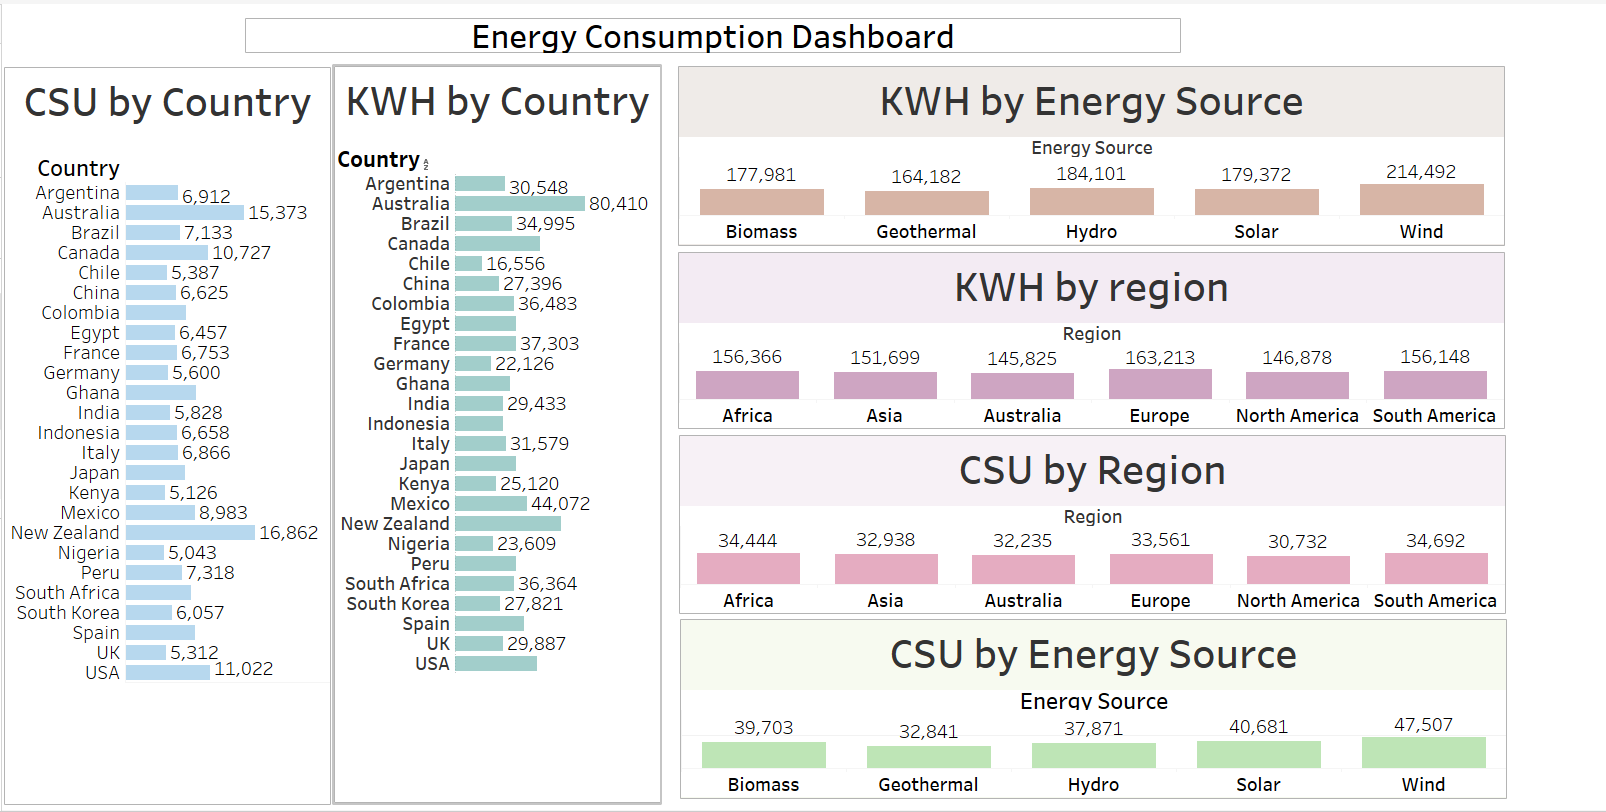 Energy Consumption Dashboard
CSU by Country
Country
Argentina 6,912
Australia 15,373
Brazil 7,133
Canada 10,727
Chile 5,387
China 6,625
Colombia
Egypt 6,457
France 6,753
Germany 5,600
Ghana
India 5,828
Indonesia 6,658
Italy 6,866
Japan
Kenya 5,126
Mexico 8,983
New Zealand 16,862
Nigeria 5,043
Peru 7,318
South Africa
South Korea 6,057
Spain
UK 5,312
USA 11,022
KWH by Country
Country
Argentina 30,548
Australia 80,410
Brazil 34,995
Canada
Chile 16,556
China 27,396
Colombia 36,483
Egypt
France 37,303
Germany 22,126
Ghana
India 29,433
Indonesia
Italy 31,579
Japan
Kenya 25,120
Mexico 44,072
New Zealand
Nigeria 23,609
Peru
South Africa 36,364
South Korea 27,821
Spain
UK 29,887
USA
KWH by Energy Source
Energy Source
177,981 164,182 184,101 179,372 214,492
Biomass Geothermal Hydro Solar Wind
KWH by region
Region
156,366 151,699 145,825 163,213 146,878 156,148
Africa Asia Australia Europe North America South America
CSU by Region
Region
34,444 32,938 32,235 33,561 30,732 34,692
Africa Asia Australia Europe North America South America
CSU by Energy Source
Energy Source
39,703 32,841 37,871 40,681 47,507
Biomass Geothermal Hydro Solar Wind